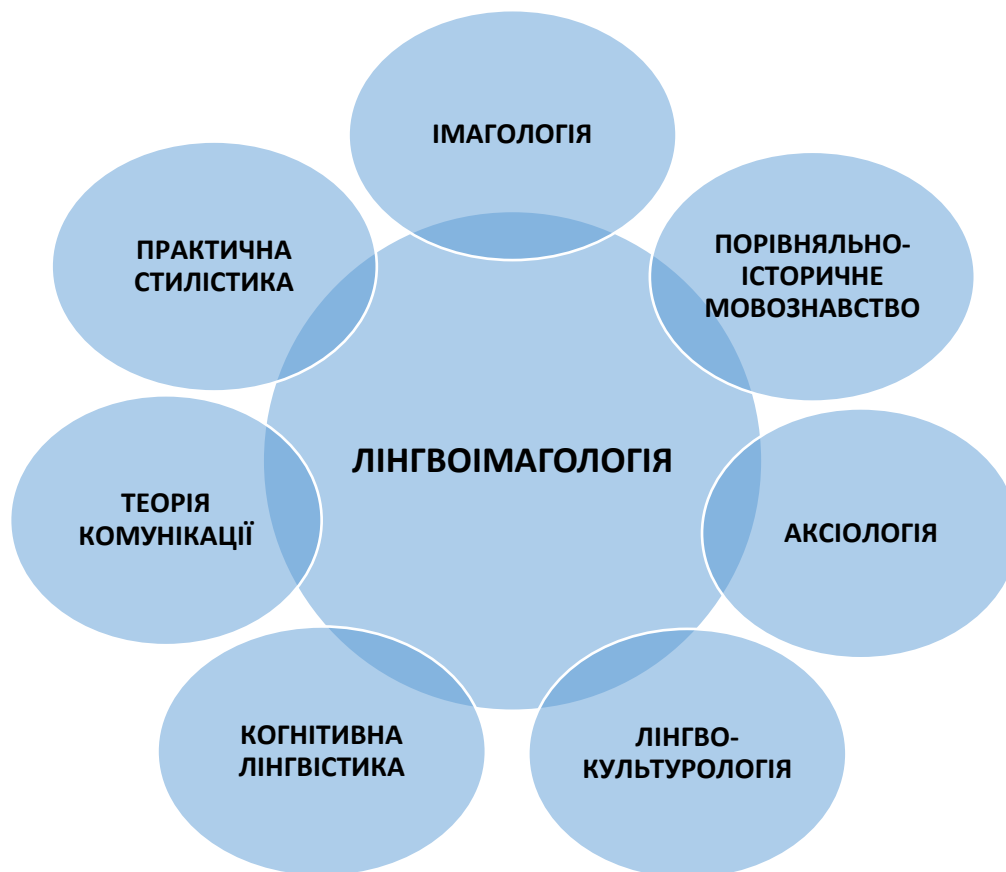 ІМАГОЛОГІЯ
ПОРІВНЯЛЬНО-
ІСТОРИЧНЕ
МОВОЗНАВСТВО
АКСІОЛОГІЯ
ЛІНГВО-
КУЛЬТУРОЛОГІЯ
КОГНІТИВНА
ЛІНГВІСТИКА
ТЕОРІЯ
КОМУНІКАЦІЇ
ПРАКТИЧНА
СТИЛІСТИКА
ЛІНГВОІМАГОЛОГІЯ